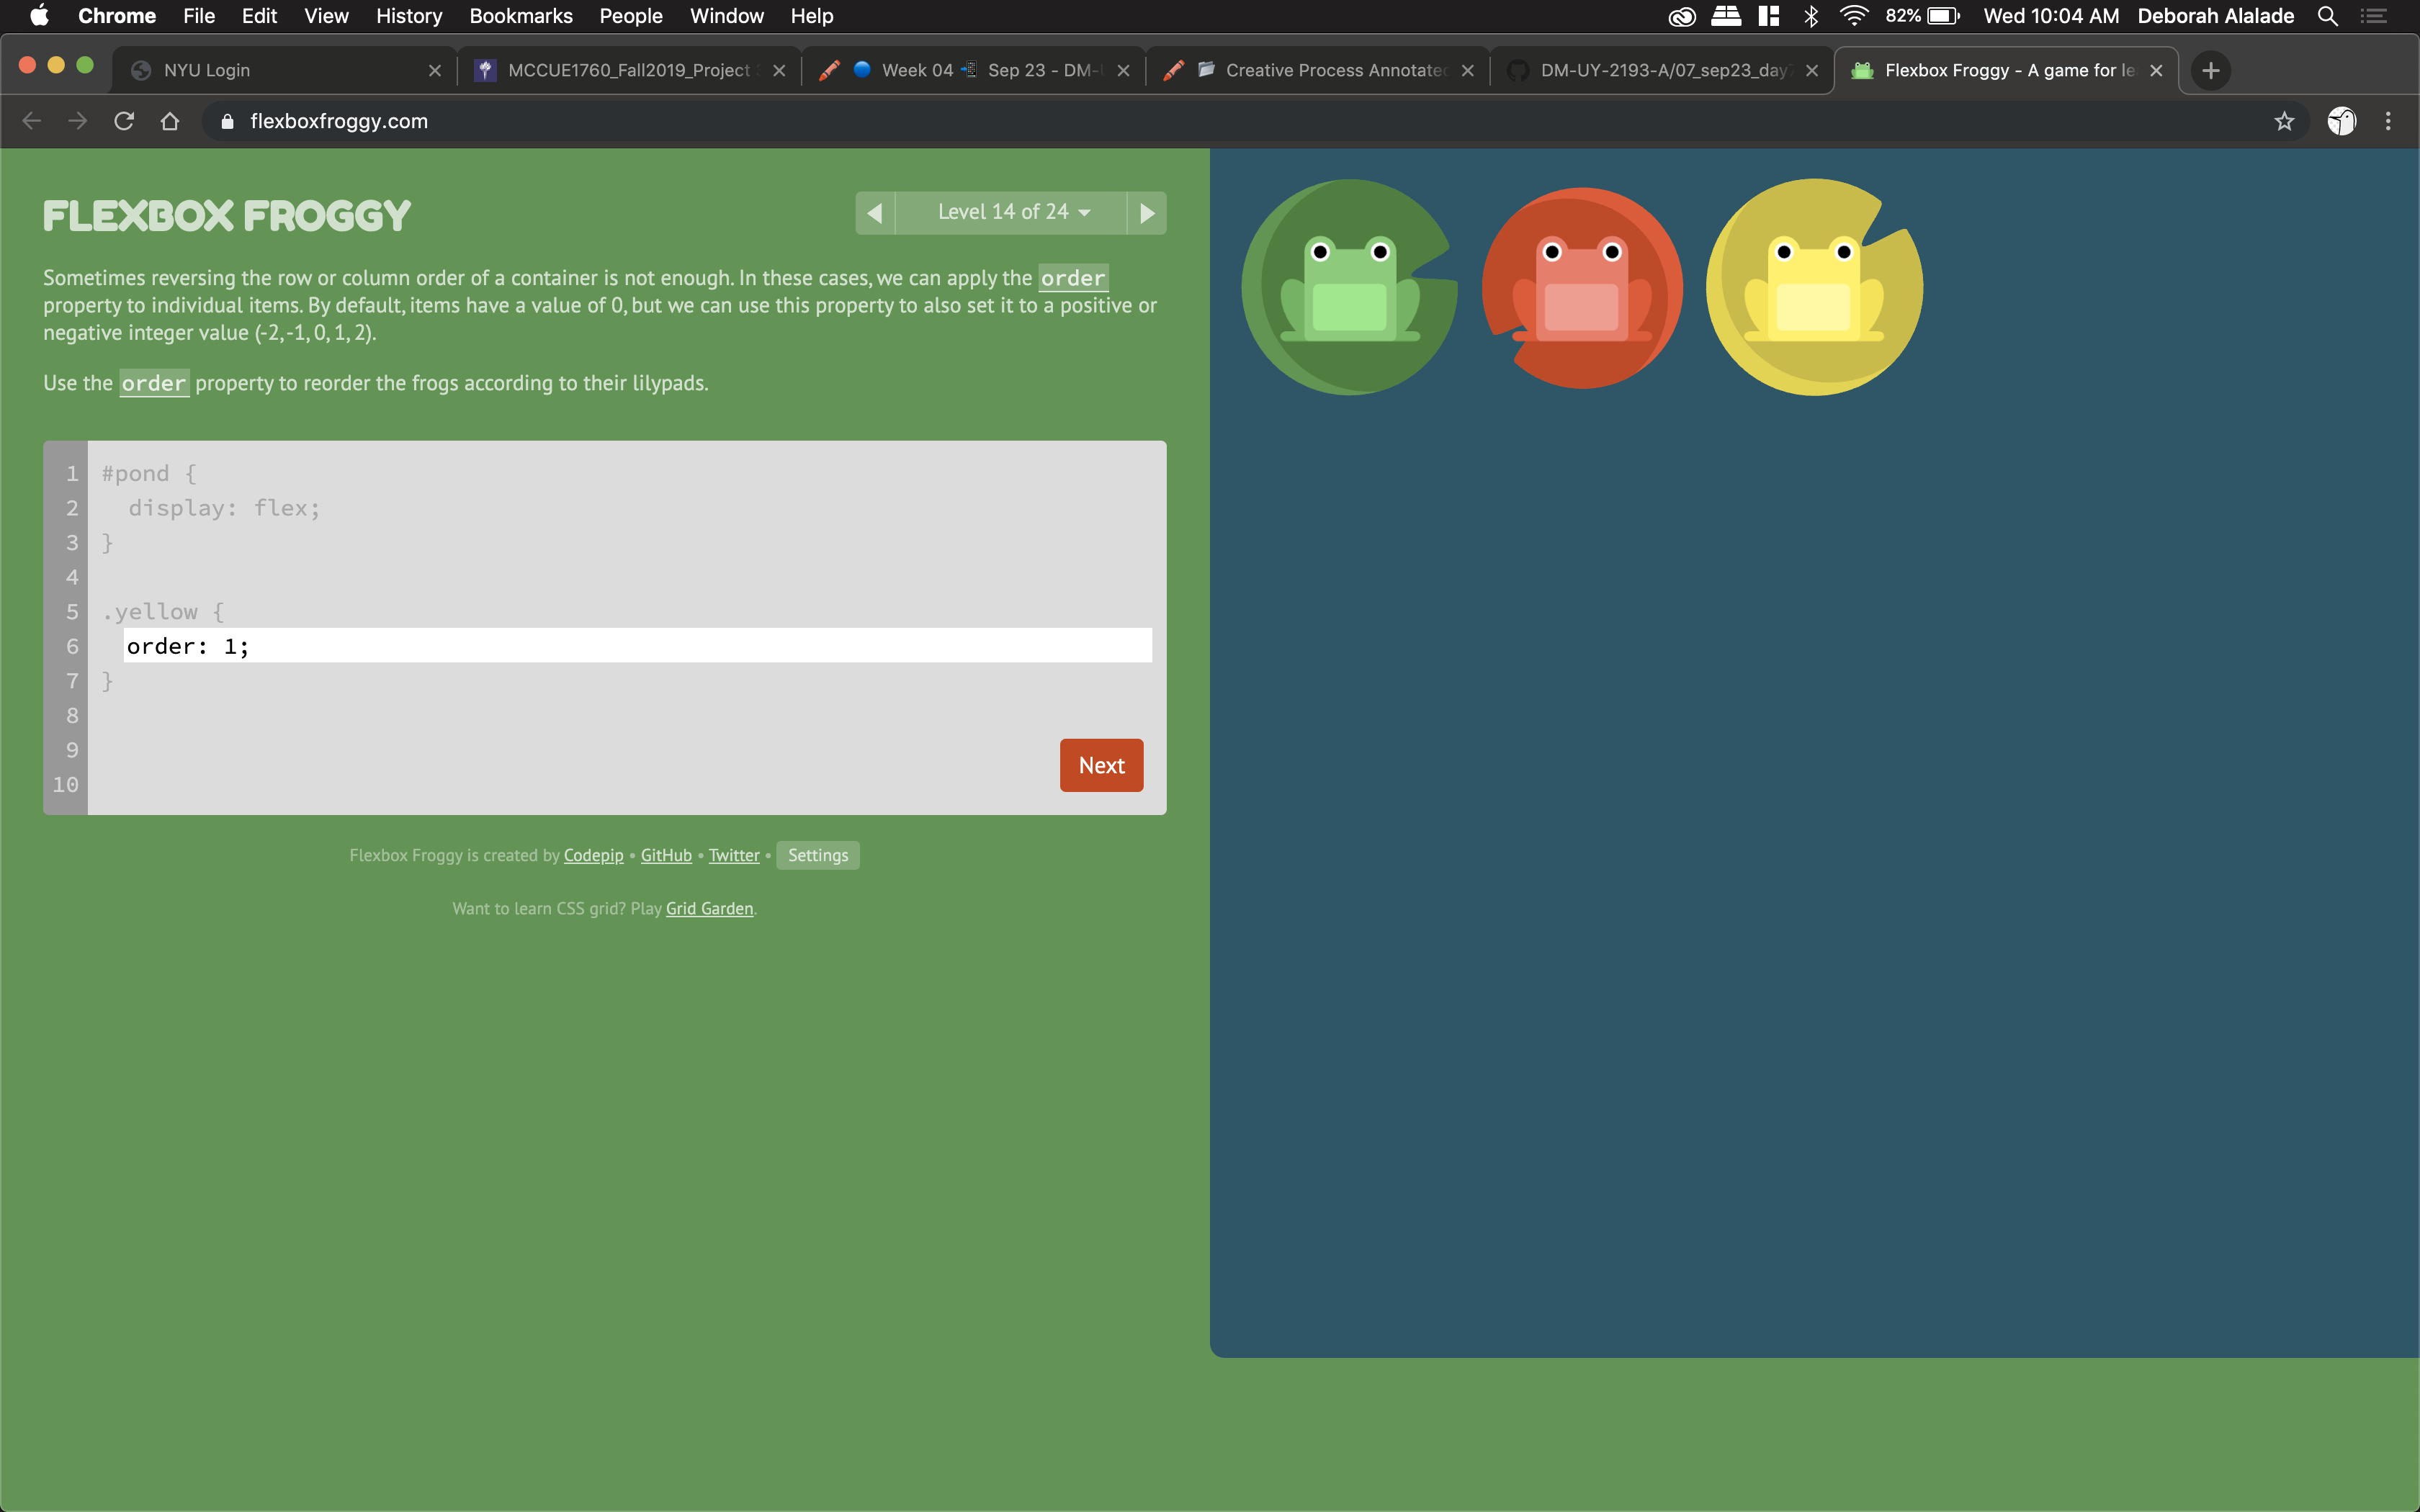 Chrome File Edit View History Bookmarks People Window Help 82% Wed 10:04 AM Deborah Alalade
NYU Login MCCUE1760_Fall2019_Project Week 04 Sep 23 - DM- Creative Process Annotated DM-UY-2193-A/07_sep23_day Flexbox Froggy - A game for le
flexboxfroggy.com
FLEXBOX FROGGY
Level 14 of 24
Sometimes reversing the row or column order of a container is not enough. In these cases, we can apply the order
property to individual items. By default, items have a value of 0, but we can use this property to also set it to a positive or
negative integer value (-2, -1, 0, 1, 2).
Use the order property to reorder the frogs according to their lilypads.
1 #pond {
2 display: flex;
3 }
4
5 .yellow {
6 order: 1;
7 }
8
9
10
Next
Flexbox Froggy is created by Codepip • GitHub • Twitter • Settings
Want to learn CSS grid? Play Grid Garden.